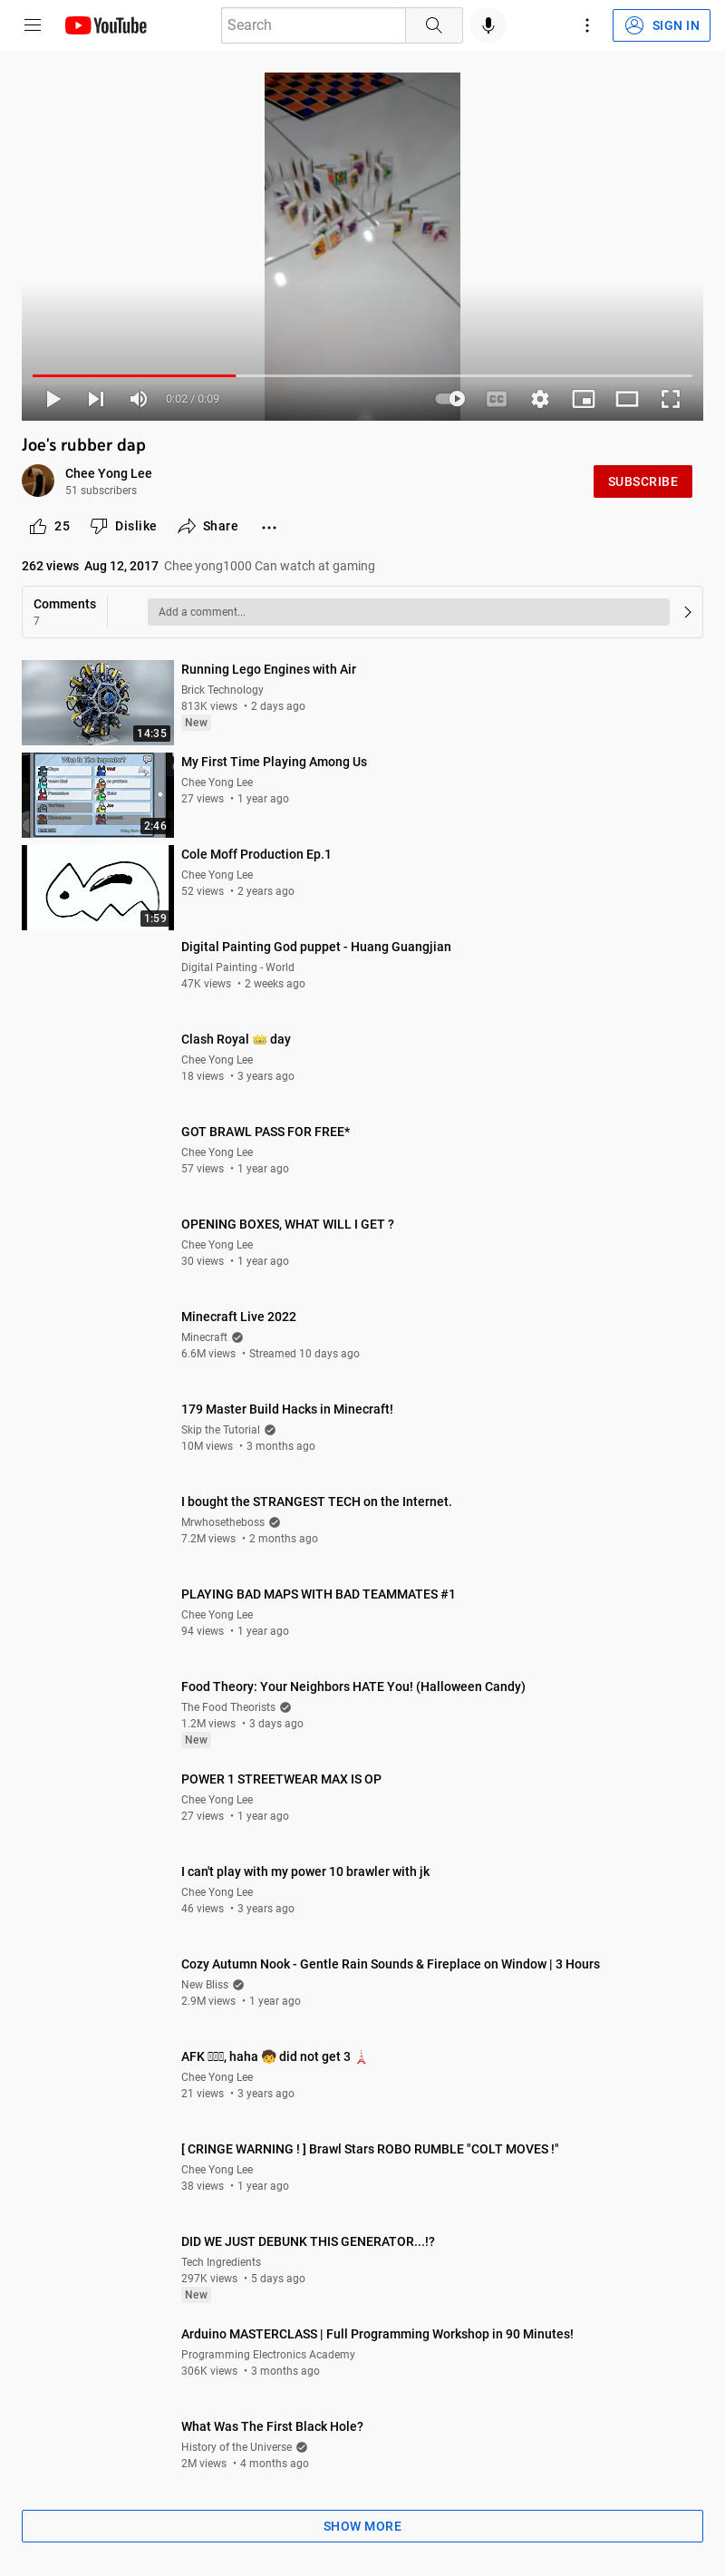 YouTube
Search
SIGN IN
0:02 / 0:09
CC
Joe's rubber dap
Chee Yong Lee
51 subscribers
SUBSCRIBE
25 Dislike Share
262 views Aug 12, 2017 Chee yong1000 Can watch at gaming
Comments
7
Add a comment...
Running Lego Engines with Air
Brick Technology
813K views • 2 days ago
New
14:35
My First Time Playing Among Us
Chee Yong Lee
27 views • 1 year ago
Who Is The Impostor?
2:46
Cole Moff Production Ep.1
Chee Yong Lee
52 views • 2 years ago
1:59
Digital Painting God puppet - Huang Guangjian
Digital Painting - World
47K views • 2 weeks ago
Clash Royal 👑 day
Chee Yong Lee
18 views • 3 years ago
GOT BRAWL PASS FOR FREE*
Chee Yong Lee
57 views • 1 year ago
OPENING BOXES, WHAT WILL I GET ?
Chee Yong Lee
30 views • 1 year ago
Minecraft Live 2022
Minecraft
6.6M views • Streamed 10 days ago
179 Master Build Hacks in Minecraft!
Skip the Tutorial
10M views • 3 months ago
I bought the STRANGEST TECH on the Internet.
Mrwhosetheboss
7.2M views • 2 months ago
PLAYING BAD MAPS WITH BAD TEAMMATES #1
Chee Yong Lee
94 views • 1 year ago
Food Theory: Your Neighbors HATE You! (Halloween Candy)
The Food Theorists
1.2M views • 3 days ago
New
POWER 1 STREETWEAR MAX IS OP
Chee Yong Lee
27 views • 1 year ago
I can't play with my power 10 brawler with jk
Chee Yong Lee
46 views • 3 years ago
Cozy Autumn Nook - Gentle Rain Sounds & Fireplace on Window | 3 Hours
New Bliss
2.9M views • 1 year ago
AFK , haha 🧒 did not get 3 🗼
Chee Yong Lee
21 views • 3 years ago
[ CRINGE WARNING ! ] Brawl Stars ROBO RUMBLE "COLT MOVES !"
Chee Yong Lee
38 views • 1 year ago
DID WE JUST DEBUNK THIS GENERATOR...!?
Tech Ingredients
297K views • 5 days ago
New
Arduino MASTERCLASS | Full Programming Workshop in 90 Minutes!
Programming Electronics Academy
306K views • 3 months ago
What Was The First Black Hole?
History of the Universe
2M views • 4 months ago
SHOW MORE